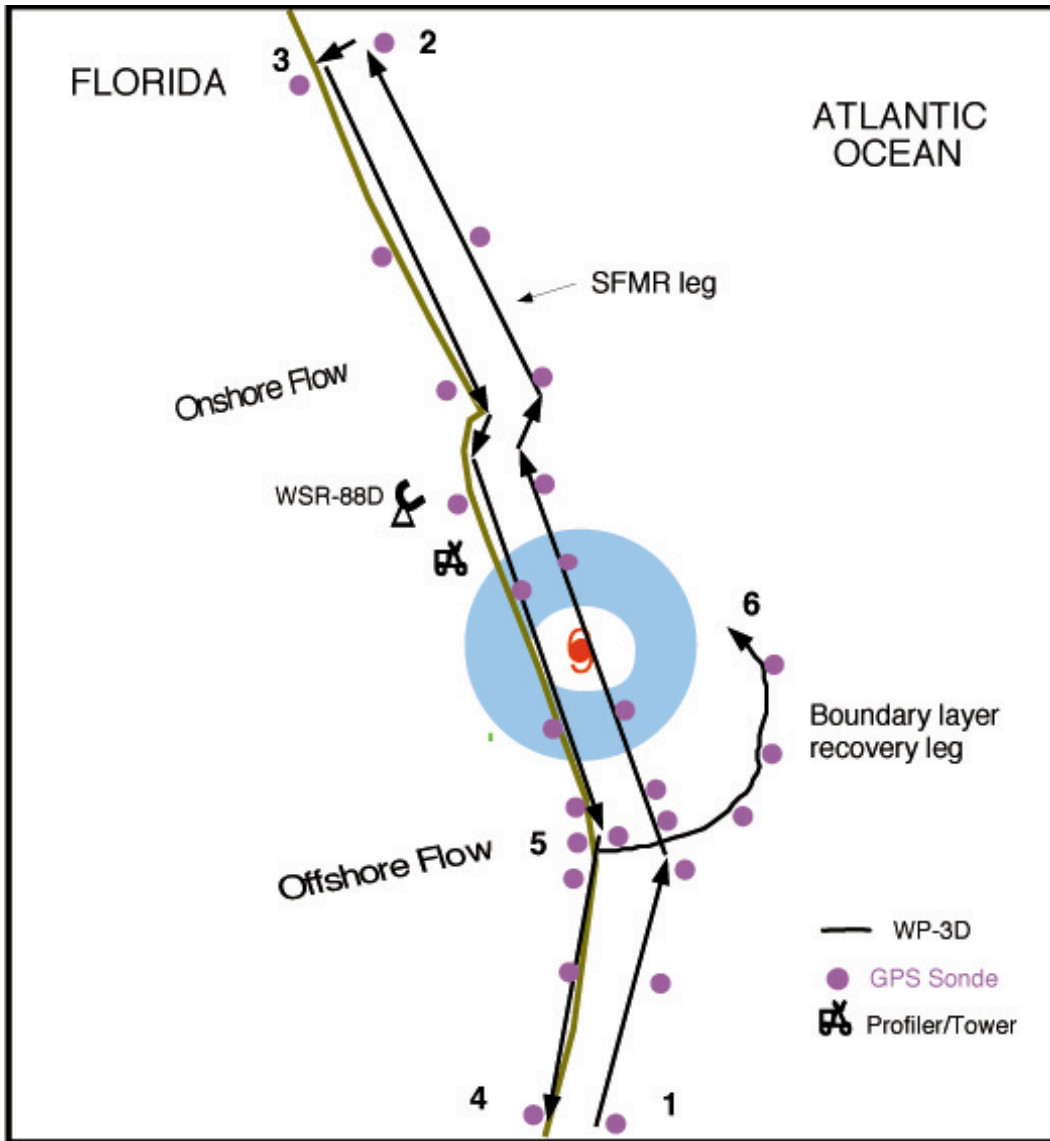 2
3
FLORIDA
ATLANTIC
OCEAN
SFMR leg
Onshore Flow
WSR-88D
6
Boundary layer
recovery leg
5
Offshore Flow
WP-3D
GPS Sonde
Profiler/Tower
4
1